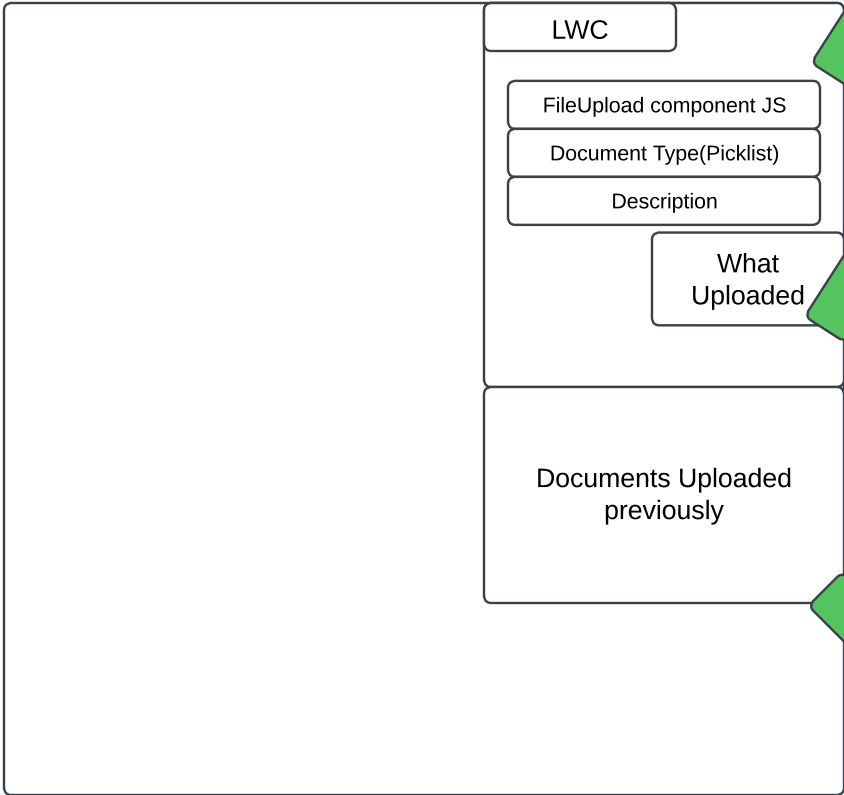 LWC
FileUpload component JS
Document Type(Picklist)
Description
What
Uploaded
Documents Uploaded
previously